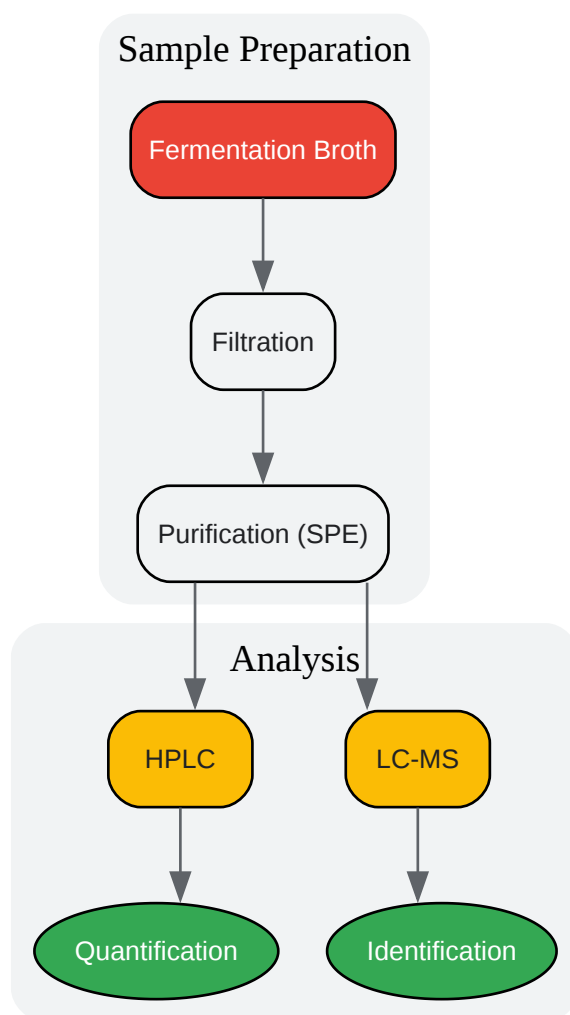 Sample Preparation
Fermentation Broth
Filtration
Purification (SPE)
Analysis
HPLC
LC-MS
Quantification
Identification